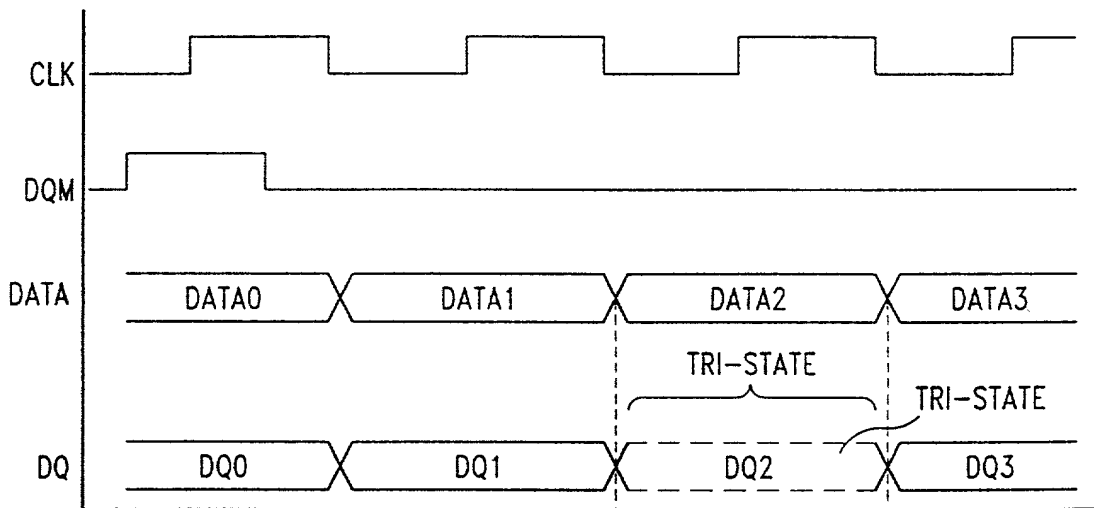 CLK
DQM
DATA DATA0 DATA1 DATA2 DATA3
TRI-STATE
TRI-STATE
DQ DQ0 DQ1 DQ2 DQ3